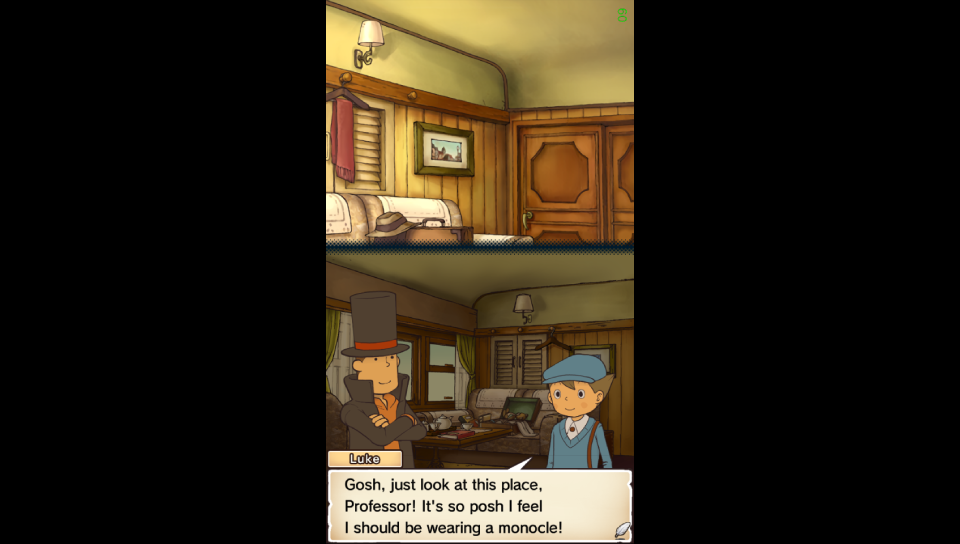 Luke
Gosh, just look at this place,
Professor! It's so posh I feel
I should be wearing a monocle!